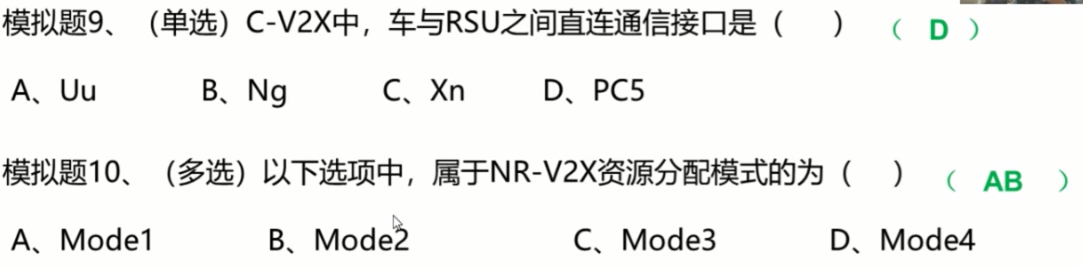 模拟题9、（单选）C-V2X中，车与RSU之间直连通信接口是（ ） （ D ）
A、Uu B、Ng C、Xn D、PC5
模拟题10、（多选）以下选项中，属于NR-V2X资源分配模式的为（ ） （ AB ）
A、Mode1 B、Mode2 C、Mode3 D、Mode4